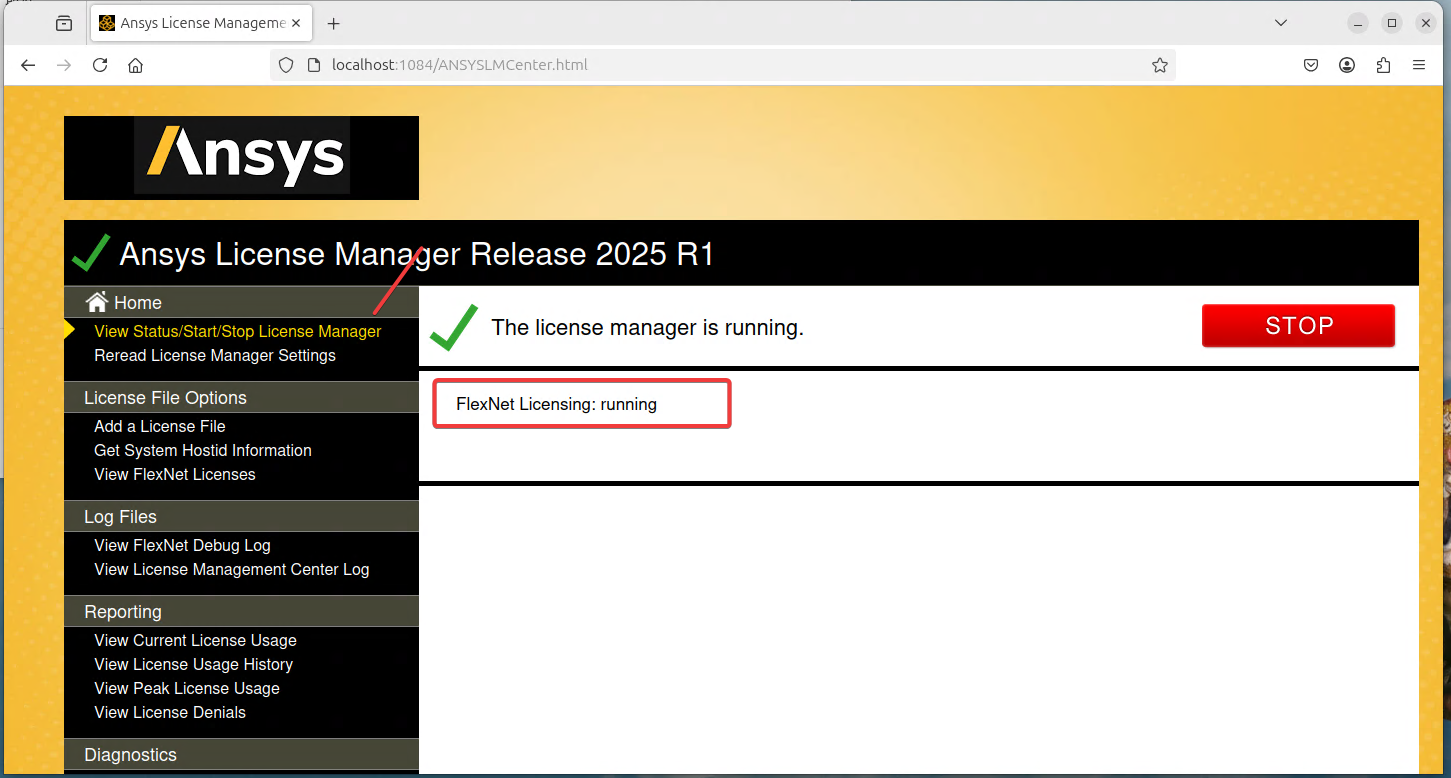 Ansys License Manageme
localhost:1084/ANSYSLMCenter.html
Ansys
Ansys License Manager Release 2025 R1
Home
View Status/Start/Stop License Manager
Reread License Manager Settings
License File Options
Add a License File
Get System Hostid Information
View FlexNet Licenses
Log Files
View FlexNet Debug Log
View License Management Center Log
Reporting
View Current License Usage
View License Usage History
View Peak License Usage
View License Denials
Diagnostics
The license manager is running.
STOP
FlexNet Licensing: running